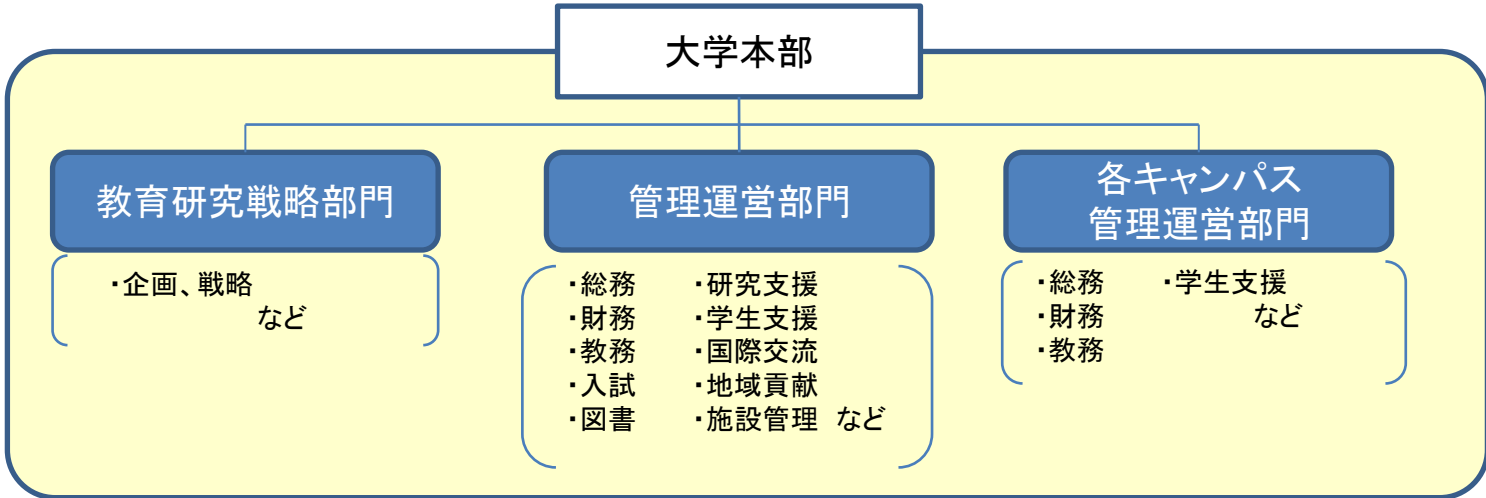 大学本部
教育研究戦略部門
・企画、戦略
など
管理運営部門
・総務　・研究支援
・財務　・学生支援
・教務　・国際交流
・入試　・地域貢献
・図書　・施設管理　など
各キャンパス
管理運営部門
・総務　・学生支援
・財務　など
・教務